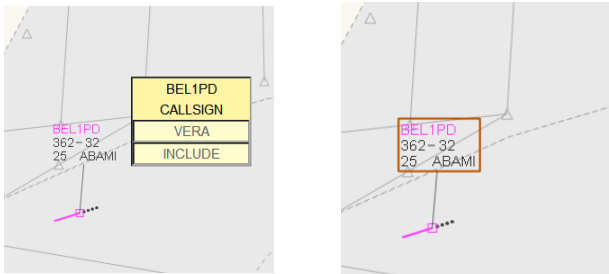 BEL1PD
CALLSIGN
VERA
INCLUDE
BEL1PD
362-32
25 ABAMI
BEL1PD
362-32
25 ABAMI